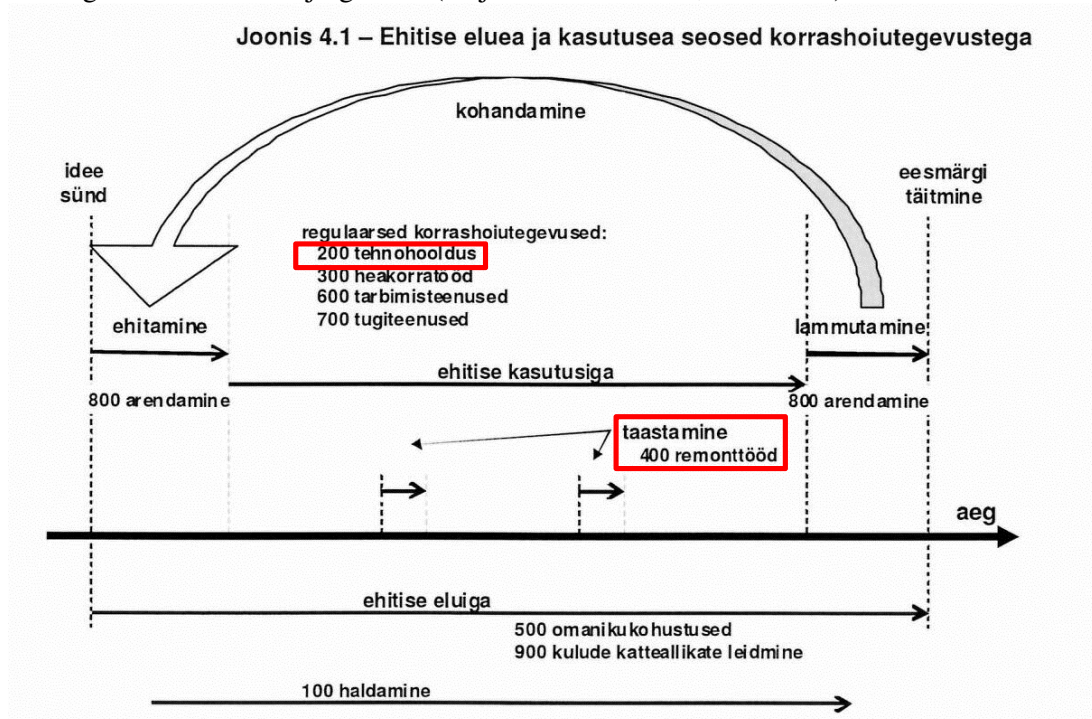 Joonis 4.1 – Ehitise eluea ja kasutusea seosed korrashoiutegevustega
kohandamine
idee
sünd
eesmärgi
täitmine
regulaarsed korrashoiutegevused:
200 tehnohooldus
300 heakorratööd
600 tarbimisteenused
700 tugiteenused
ehitamine
lammutamine
ehitise kasutusiga
800 arendamine
800 arendamine
taastamine
400 remonttööd
aeg
ehitise eluiga
500 omanikukohustused
900 kulude katteallikate leidmine
100 haldamine